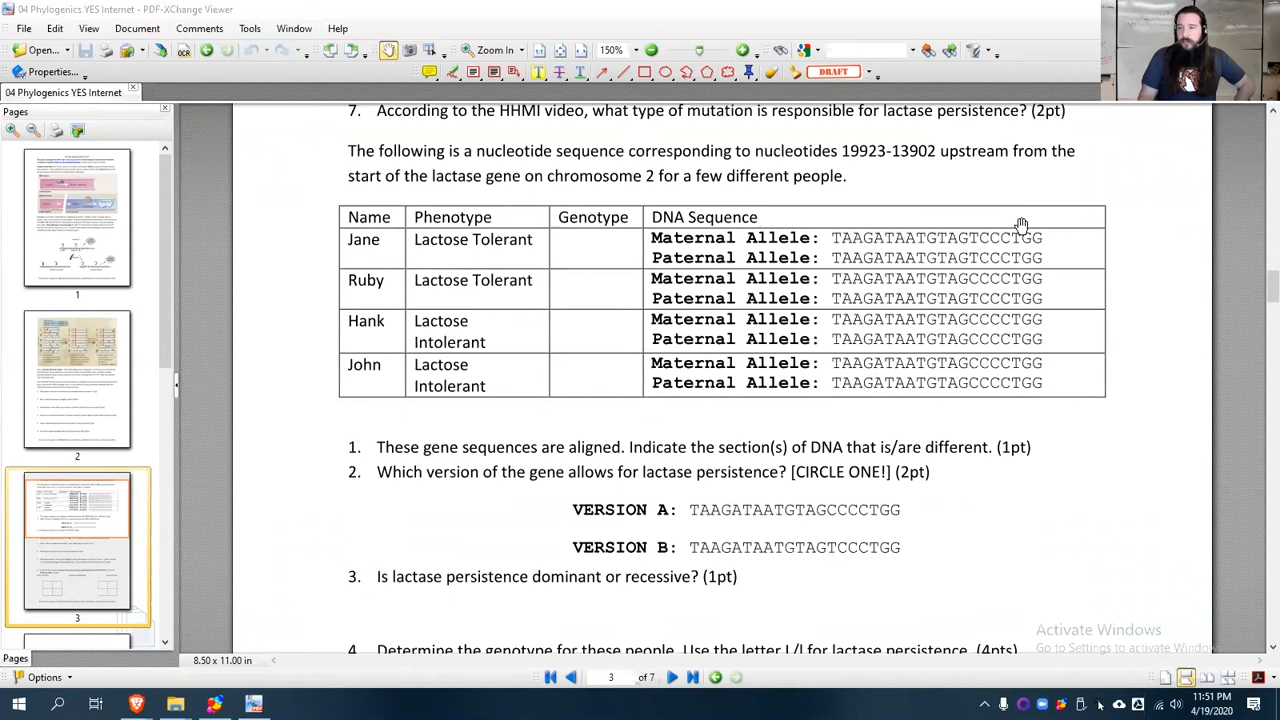 04 Phylogenics YES Internet - PDF-XChange Viewer
File Edit View Document Comments Tools Window Help
Open... OCR Zoom In 150%
Properties... DRAFT
04 Phylogenics YES Internet
Pages
7. According to the HHMI video, what type of mutation is responsible for lactase persistence? (2pt)
The following is a nucleotide sequence corresponding to nucleotides 19923-13902 upstream from the
start of the lactase gene on chromosome 2 for a few different people.
Name Phenotype Genotype DNA Sequence
Jane Lactose Tolerant Maternal Allele: TAAGATAATGTAGTCCCTGG
Paternal Allele: TAAGATAATGTAGTCCCTGG
Ruby Lactose Tolerant Maternal Allele: TAAGATAATGTAGCCCCTGG
Paternal Allele: TAAGATAATGTAGTCCCTGG
Hank Lactose Maternal Allele: TAAGATAATGTAGCCCCTGG
Intolerant Paternal Allele: TAAGATAATGTAGCCCCTGG
John Lactose Maternal Allele: TAAGATAATGTAGCCCCTGG
Intolerant Paternal Allele: TAAGATAATGTAGCCCCTGG
1. These gene sequences are aligned. Indicate the section(s) of DNA that is/are different. (1pt)
2. Which version of the gene allows for lactase persistence? [CIRCLE ONE!] (2pt)
VERSION A: TAAGATAATGTAGCCCCTGG
VERSION B: TAAGATAATGTAGTCCCTGG
3. Is lactase persistence dominant or recessive? (1pt)
4. Determine the genotype for these people. Use the letter L/l for lactase persistence. (4pts)
1
2
3
Activate Windows
Go to Settings to activate Windows
Pages
8.50 x 11.00 in
Options 3 of 7
11:51 PM
4/19/2020